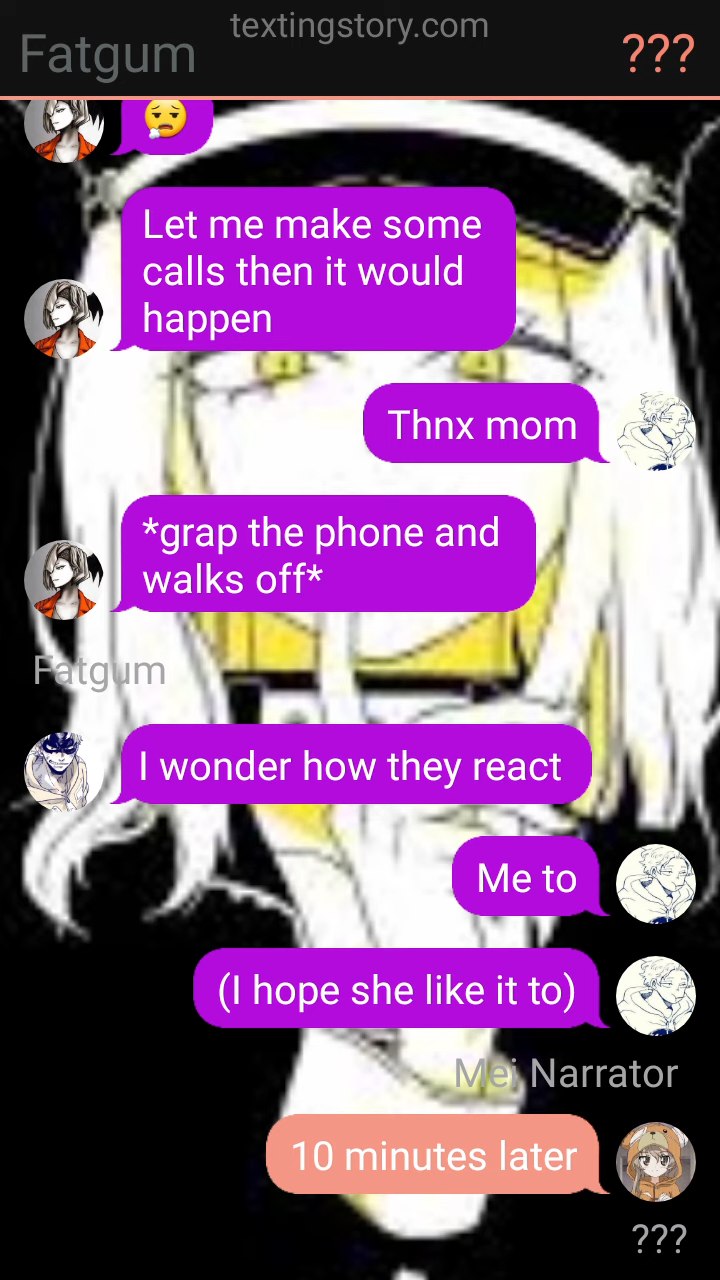 textingstory.com
Fatgum
???
Let me make some
calls then it would
happen
Thnx mom
*grap the phone and
walks off*
Fatgum
I wonder how they react
Me to
(I hope she like it to)
Mei Narrator
10 minutes later
???